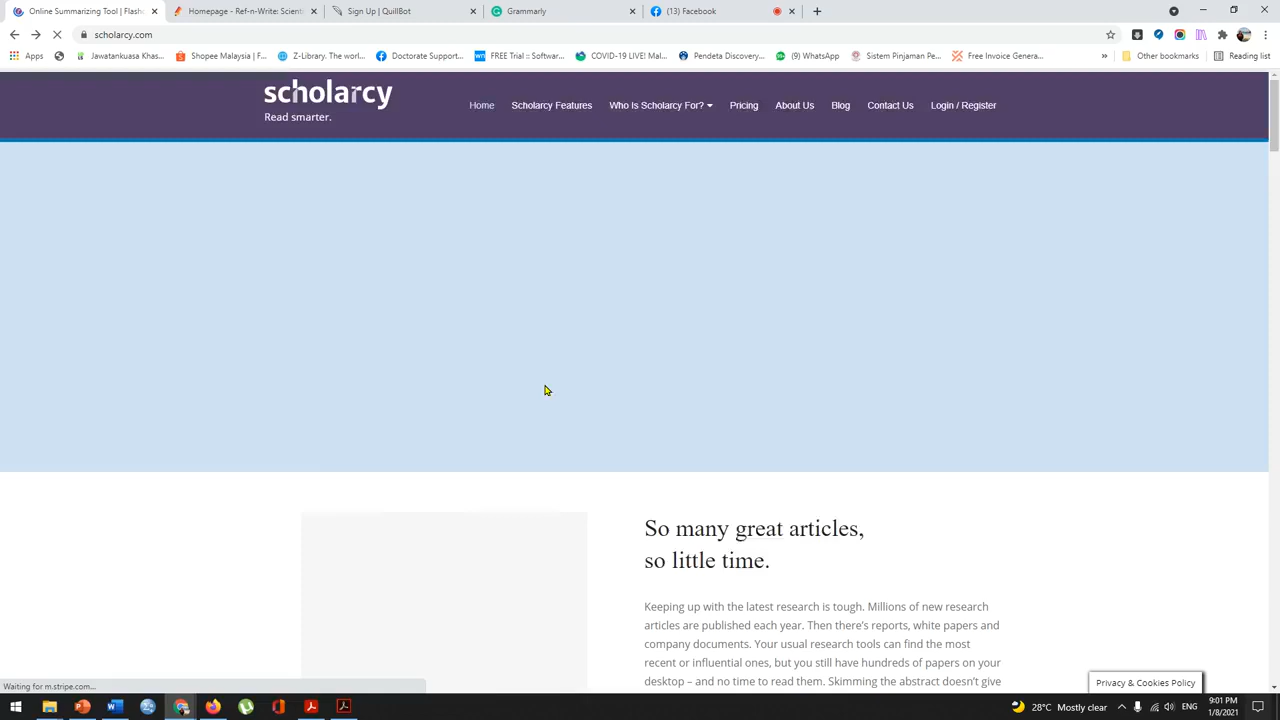 Online Summarizing Tool | Flash
Homepage - Ref-n-Write: Scient
Sign Up | QuillBot
Grammarly
(13) Facebook
scholarcy.com
Apps
Jawatankuasa Khas...
Shopee Malaysia | F...
Z-Library. The worl...
Doctorate Support...
FREE Trial :: Softwar...
COVID-19 LIVE! Mal...
Pendeta Discovery...
(9) WhatsApp
Sistem Pinjaman Pe...
Free Invoice Genera...
»
Other bookmarks
Reading list
scholarcy
Read smarter.
Home
Scholarcy Features
Who Is Scholarcy For?
Pricing
About Us
Blog
Contact Us
Login / Register
So many great articles,
so little time.
Keeping up with the latest research is tough. Millions of new research
articles are published each year. Then there's reports, white papers and
company documents. Your usual research tools can find the most
recent or influential ones, but you still have hundreds of papers on your
desktop – and no time to read them. Skimming the abstract doesn't give
Privacy & Cookies Policy
Waiting for m.stripe.com...
28°C Mostly clear
ENG
9:01 PM
1/8/2021